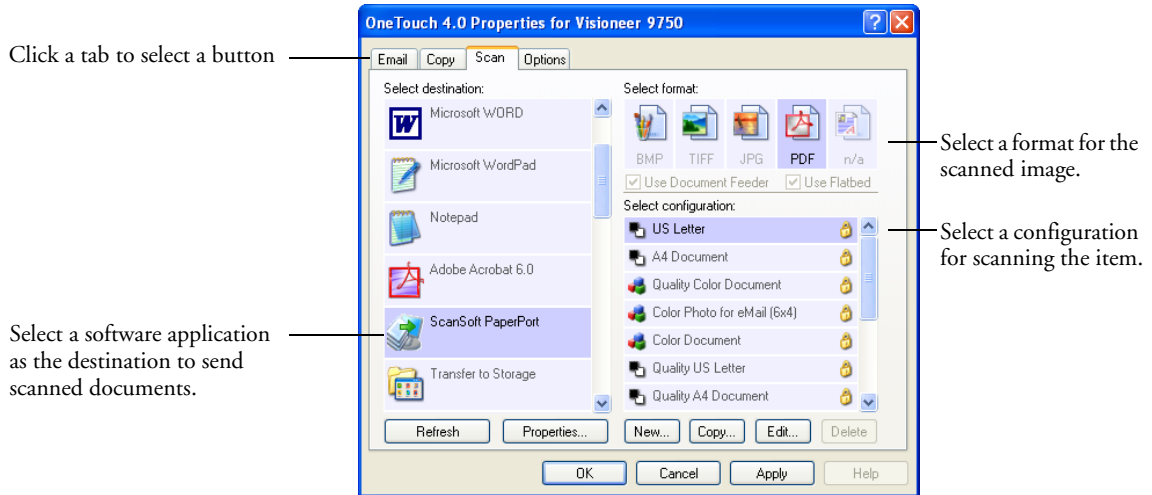 OneTouch 4.0 Properties for Visioneer 9750
Click a tab to select a button
Email Copy Scan Options
Select destination:
Microsoft WORD
Microsoft WordPad
Notepad
Adobe Acrobat 6.0
ScanSoft PaperPort
Transfer to Storage
Refresh Properties...
Select a software application
as the destination to send
scanned documents.
Select format:
BMP TIFF JPG PDF n/a
Use Document Feeder Use Flatbed
Select a format for the
scanned image.
Select configuration:
US Letter
A4 Document
Quality Color Document
Color Photo for eMail (6x4)
Color Document
Quality US Letter
Quality A4 Document
New... Copy... Edit... Delete
Select a configuration
for scanning the item.
OK Cancel Apply Help